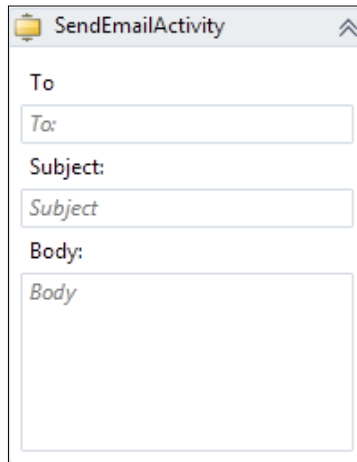 SendEmailActivity
To
To:
Subject:
Subject
Body:
Body